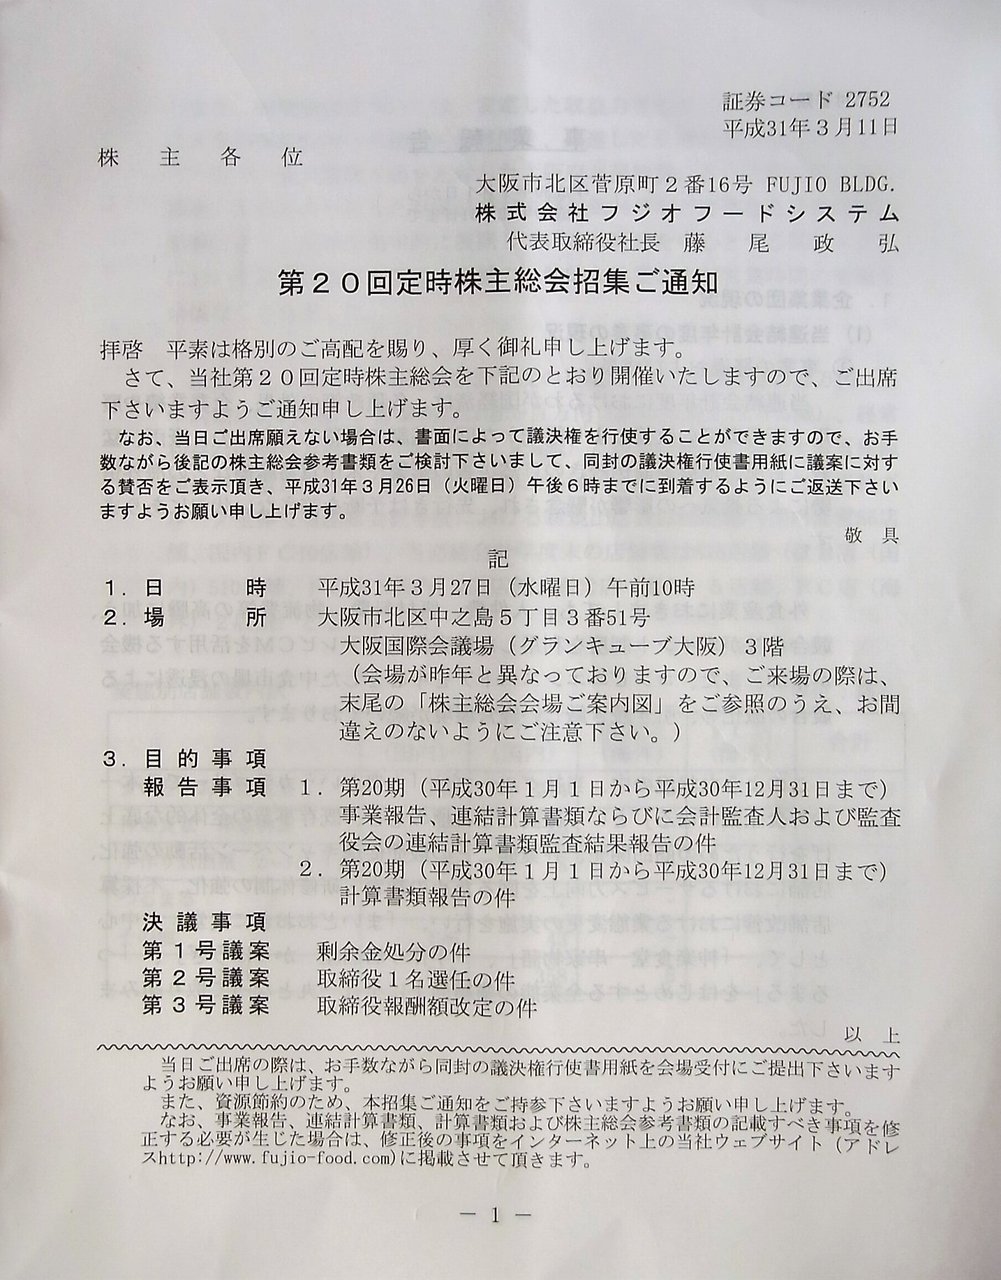 証券コード 2752
平成31年３月11日
株主各位
大阪市北区菅原町２番16号 FUJIO BLDG.
株式会社フジオフードシステム
代表取締役社長 藤尾政弘
第２０回定時株主総会招集ご通知
拝啓　平素は格別のご高配を賜り、厚く御礼申し上げます。
さて、当社第２０回定時株主総会を下記のとおり開催いたしますので、ご出席
下さいますようご通知申し上げます。
なお、当日ご出席願えない場合は、書面によって議決権を行使することができますので、お手
数ながら後記の株主総会参考書類をご検討下さいまして、同封の議決権行使書用紙に議案に対す
る賛否をご表示頂き、平成31年３月26日（火曜日）午後６時までに到着するようにご返送下さい
ますようお願い申し上げます。
敬具
記
１．日時　平成31年３月27日（水曜日）午前10時
２．場所　大阪市北区中之島５丁目３番51号
大阪国際会議場（グランキューブ大阪）３階
（会場が昨年と異なっておりますので、ご来場の際は、
末尾の「株主総会会場ご案内図」をご参照のうえ、お間
違えのないようにご注意下さい。）
３．目的事項
報告事項　１．第20期（平成30年１月１日から平成30年12月31日まで）
事業報告、連結計算書類ならびに会計監査人および監査
役会の連結計算書類監査結果報告の件
２．第20期（平成30年１月１日から平成30年12月31日まで）
計算書類報告の件
決議事項
第１号議案　剰余金処分の件
第２号議案　取締役１名選任の件
第３号議案　取締役報酬額改定の件
以上
当日ご出席の際は、お手数ながら同封の議決権行使書用紙を会場受付にご提出下さいます
ようお願い申し上げます。
また、資源節約のため、本招集ご通知をご持参下さいますようお願い申し上げます。
なお、事業報告、連結計算書類、計算書類および株主総会参考書類の記載すべき事項を修
正する必要が生じた場合は、修正後の事項をインターネット上の当社ウェブサイト（アドレ
スhttp://www.fujio-food.com)に掲載させて頂きます。
－ 1 －